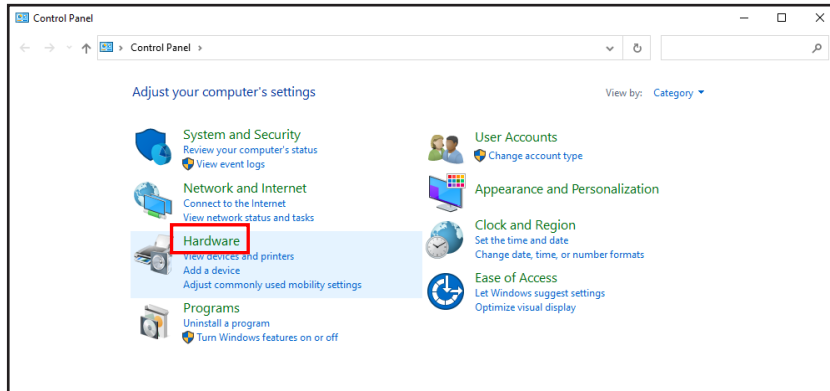 Control Panel
Control Panel
Adjust your computer's settings
View by: Category
System and Security
Review your computer's status
View event logs
Network and Internet
Connect to the Internet
View network status and tasks
Hardware
View devices and printers
Add a device
Adjust commonly used mobility settings
Programs
Uninstall a program
Turn Windows features on or off
User Accounts
Change account type
Appearance and Personalization
Clock and Region
Set the time and date
Change date, time, or number formats
Ease of Access
Let Windows suggest settings
Optimize visual display